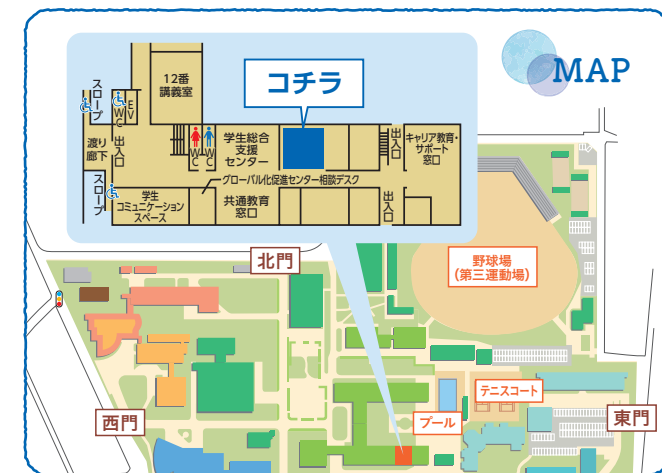 MAP
コチラ
12番
講義室
スロープ
WC
EV
渡り
廊下
出入口
スロープ
WC
WC
学生総合
支援
センター
出入口
キャリア教育・
サポート
窓口
グローバル化促進センター相談デスク
学生
コミュニケーション
スペース
共通教育
窓口
出入口
北門
野球場
(第三運動場)
テニスコート
プール
西門
東門